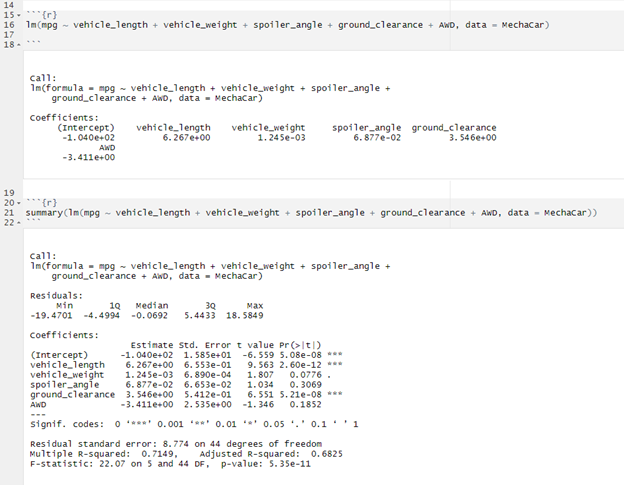 14
15 ```{r}
16 lm(mpg ~ vehicle_length + vehicle_weight + spoiler_angle + ground_clearance + AWD, data = MechaCar)
17
18 ```
Call:
lm(formula = mpg ~ vehicle_length + vehicle_weight + spoiler_angle +
ground_clearance + AWD, data = MechaCar)
Coefficients:
(Intercept) vehicle_length vehicle_weight spoiler_angle ground_clearance
-1.040e+02 6.267e+00 1.245e-03 6.877e-02 3.546e+00
AWD
-3.411e+00
19
20 ```{r}
21 summary(lm(mpg ~ vehicle_length + vehicle_weight + spoiler_angle + ground_clearance + AWD, data = MechaCar))
22 ```
Call:
lm(formula = mpg ~ vehicle_length + vehicle_weight + spoiler_angle +
ground_clearance + AWD, data = MechaCar)
Residuals:
Min 1Q Median 3Q Max
-19.4701 -4.4994 -0.0692 5.4433 18.5849
Coefficients:
Estimate Std. Error t value Pr(>|t|)
(Intercept) -1.040e+02 1.585e+01 -6.559 5.08e-08 ***
vehicle_length 6.267e+00 6.553e-01 9.563 2.60e-12 ***
vehicle_weight 1.245e-03 6.890e-04 1.807 0.0776 .
spoiler_angle 6.877e-02 6.653e-02 1.034 0.3069
ground_clearance 3.546e+00 5.412e-01 6.551 5.21e-08 ***
AWD -3.411e+00 2.535e+00 -1.346 0.1852
---
Signif. codes: 0 ‘***’ 0.001 ‘**’ 0.01 ‘*’ 0.05 ‘.’ 0.1 ‘ ’ 1
Residual standard error: 8.774 on 44 degrees of freedom
Multiple R-squared: 0.7149, Adjusted R-squared: 0.6825
F-statistic: 22.07 on 5 and 44 DF, p-value: 5.35e-11